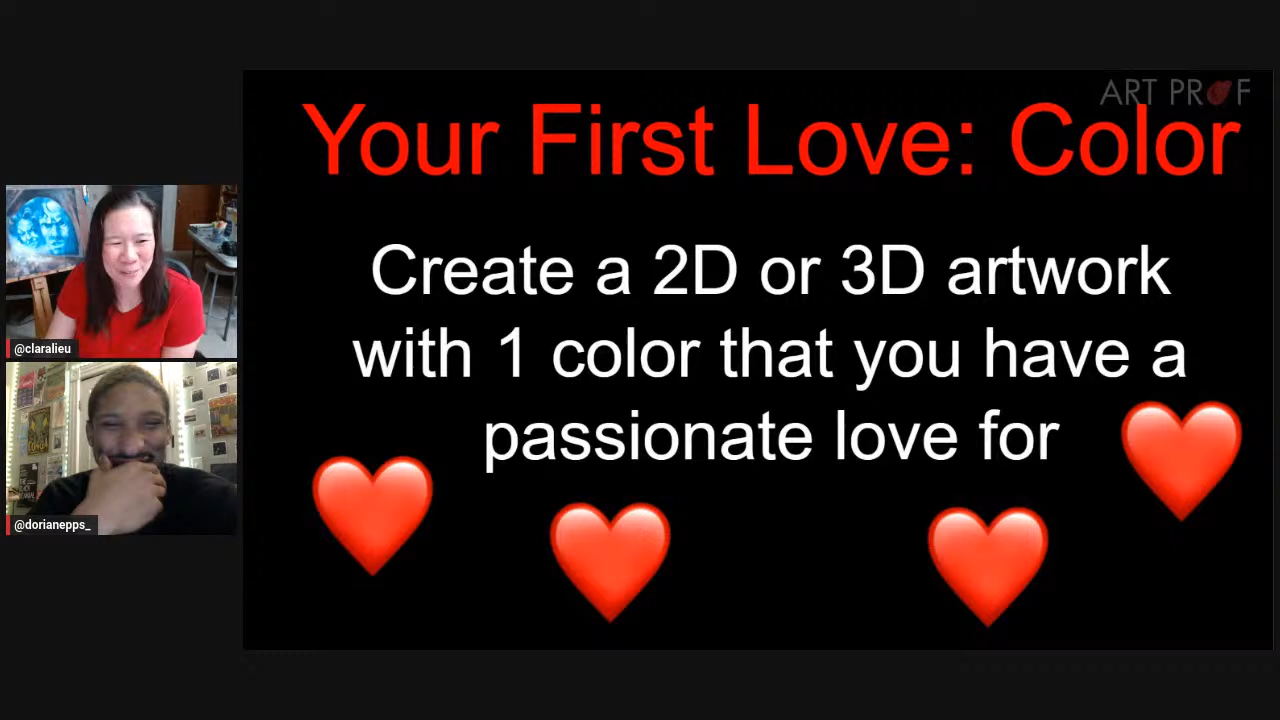 ART PROF
Your First Love: Color
Create a 2D or 3D artwork
with 1 color that you have a
passionate love for
@claralieu
@dorianepps_